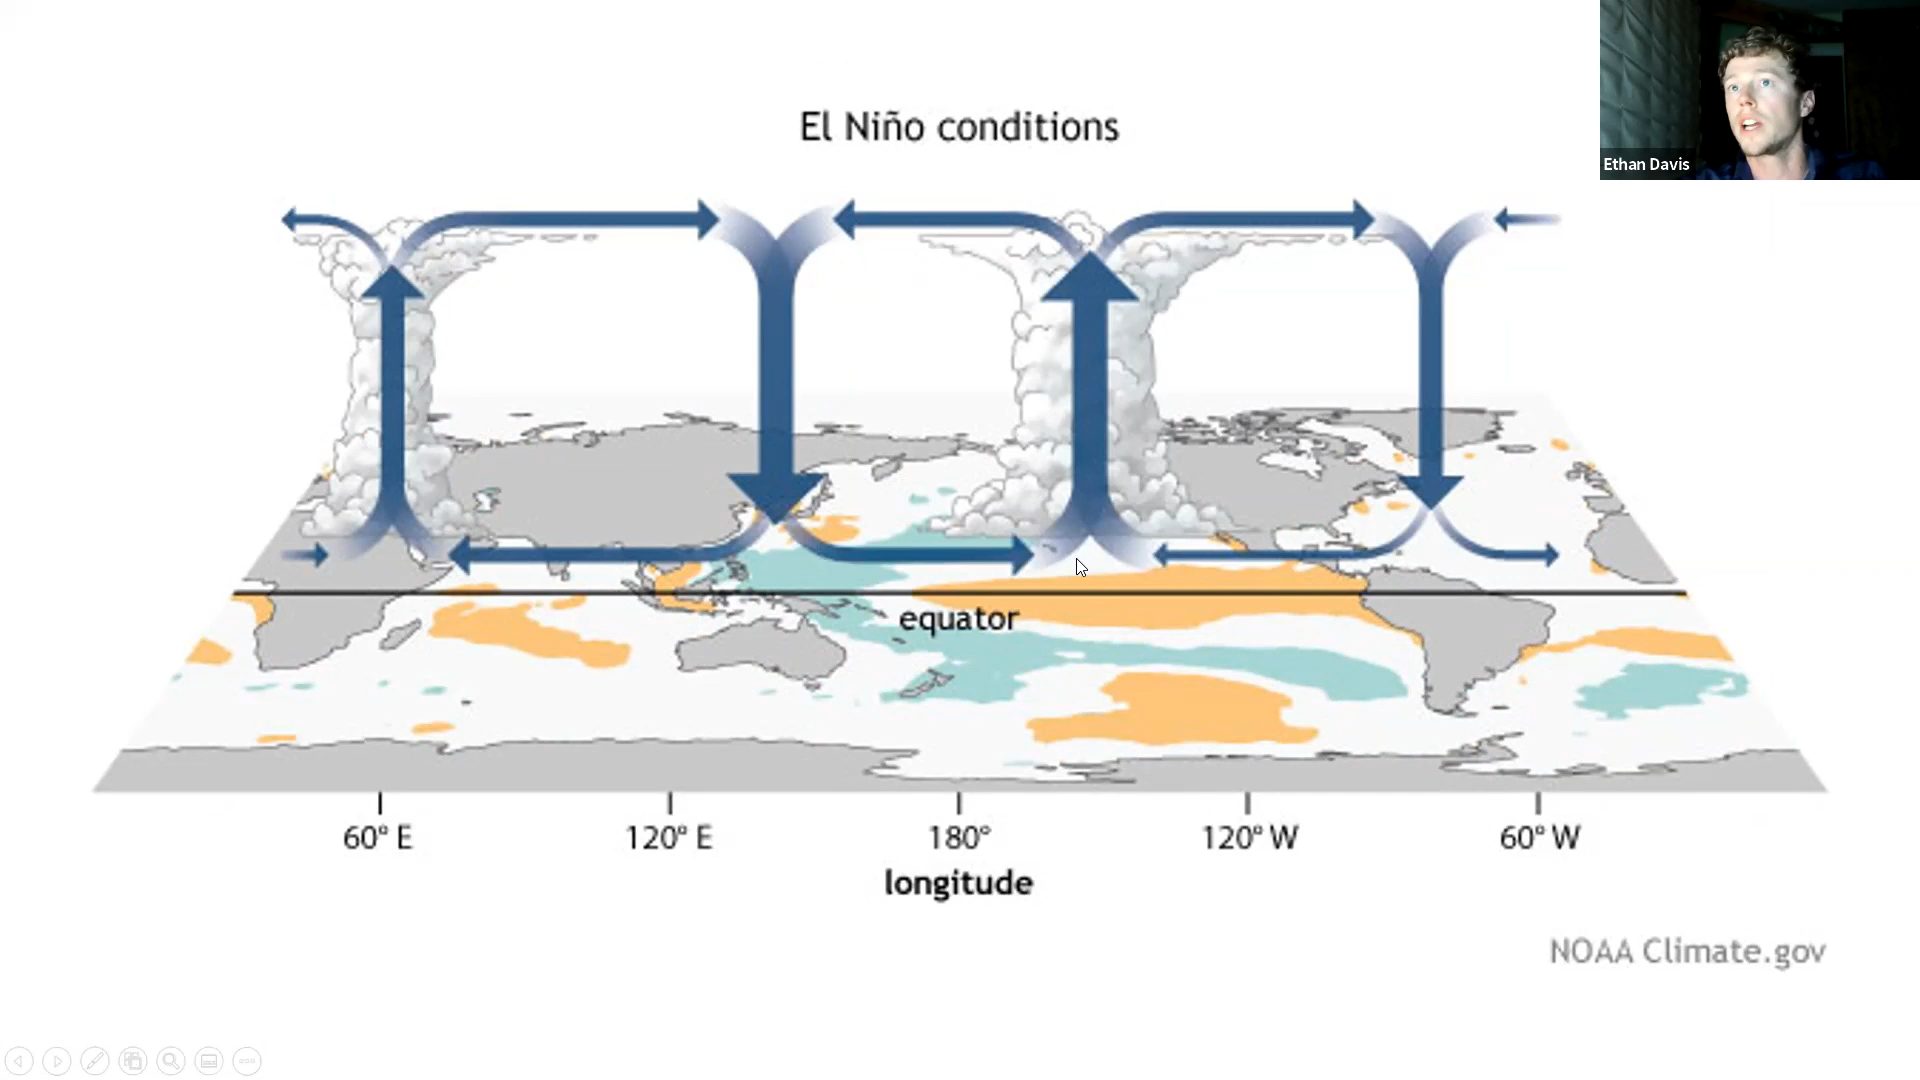 El Niño conditions
Ethan Davis
equator
60° E
120° E
180°
120° W
60° W
longitude
NOAA Climate.gov